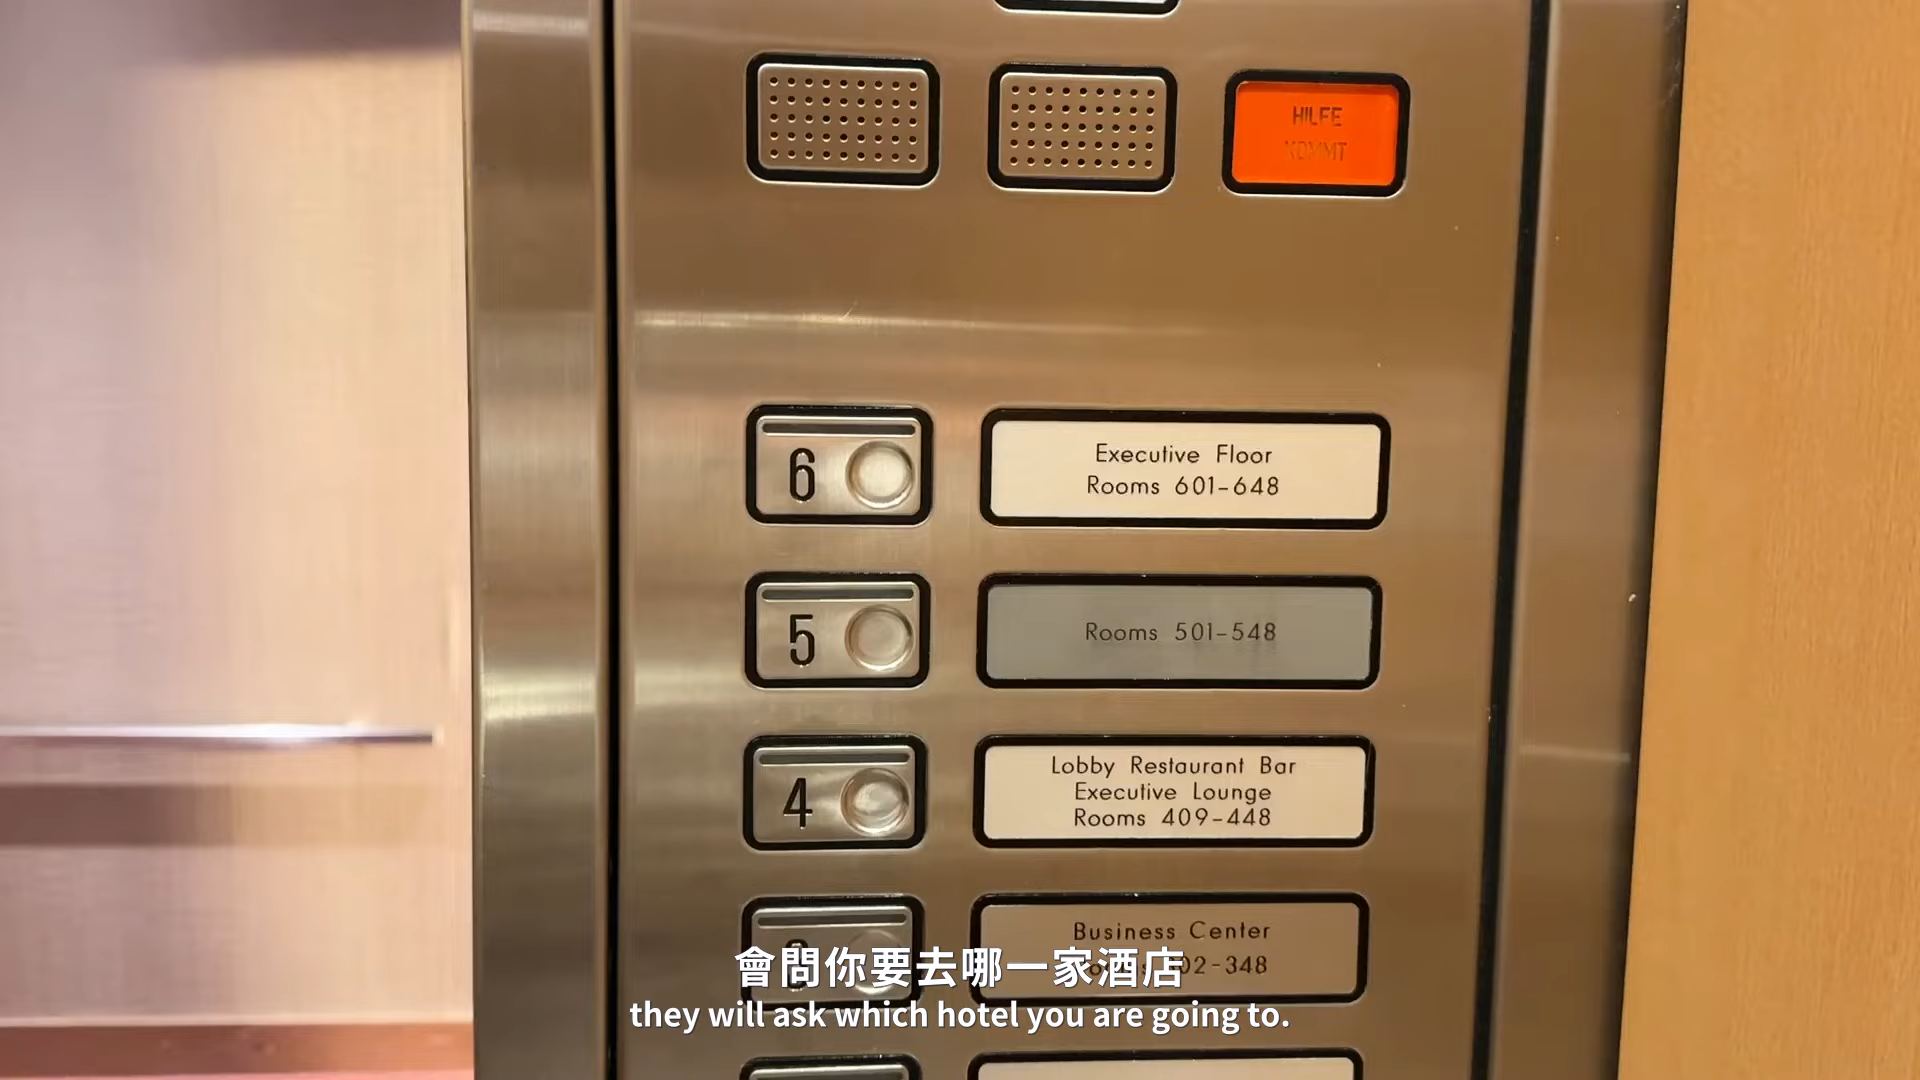 HILFE
KOMMT
6
Executive Floor
Rooms 601-648
5
Rooms 501-548
4
Lobby Restaurant Bar
Executive Lounge
Rooms 409-448
Business Center
02-348
會問你要去哪一家酒店
they will ask which hotel you are going to.